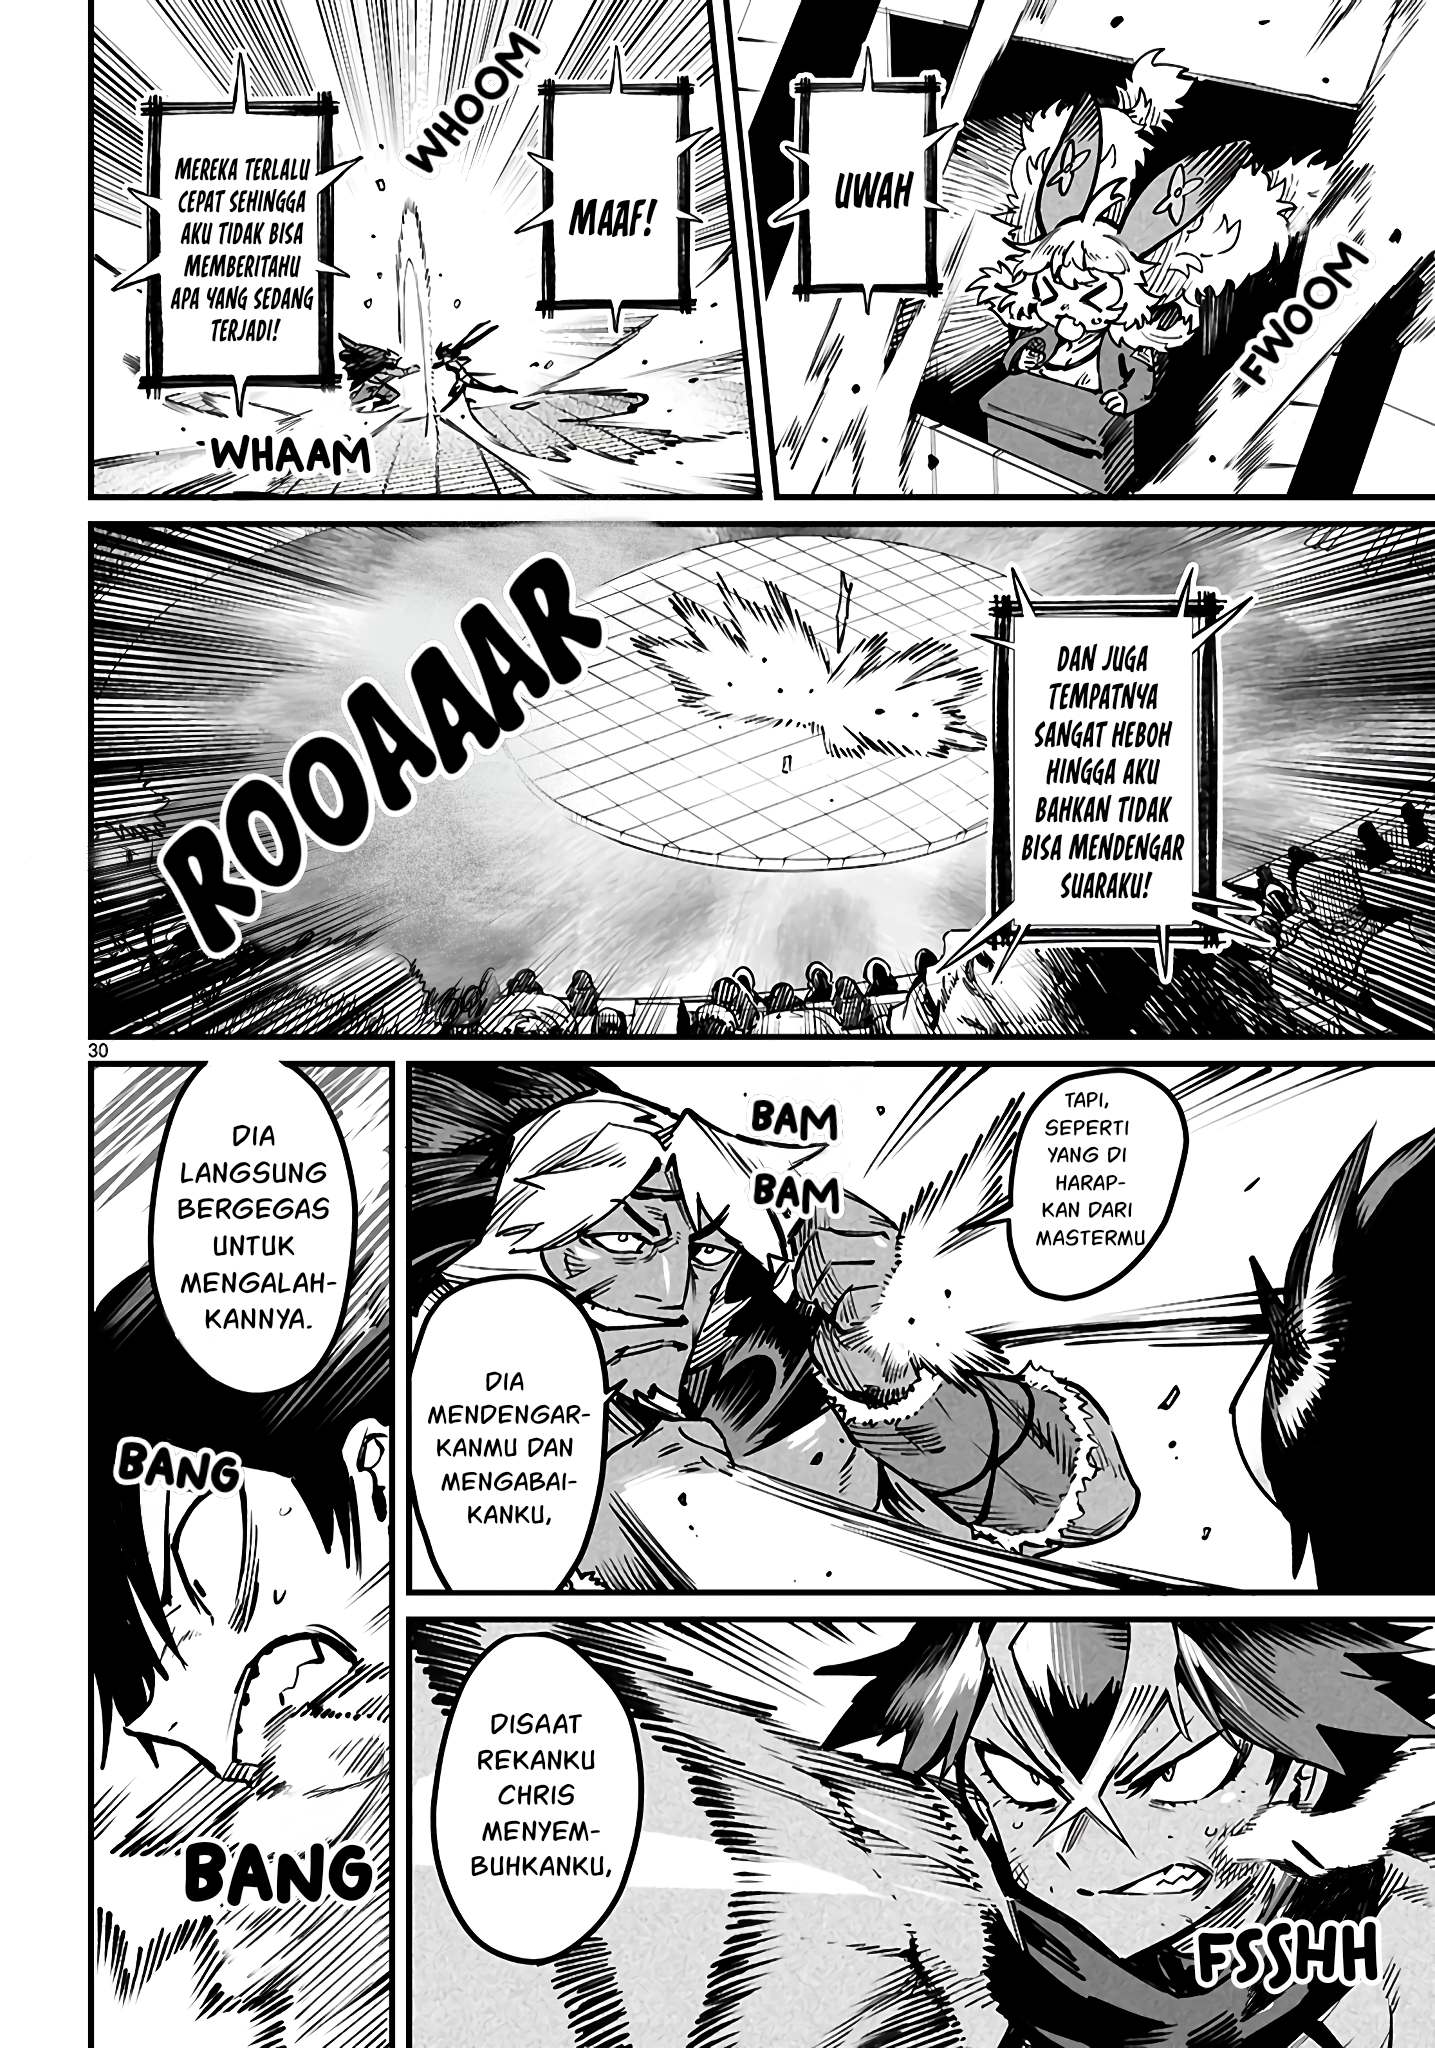 UWAH
FWOOM
MAAF!
WHOOM
MEREKA TERLALU
CEPAT SEHINGGA
AKU TIDAK BISA
MEMBERITAHU
APA YANG SEDANG
TERJADI!
WHAAM
DAN JUGA
TEMPATNYA
SANGAT HEBOH
HINGGA AKU
BAHKAN TIDAK
BISA MENDENGAR
SUARAKU!
ROOAAAR
30
TAPI,
SEPERTI
YANG DI
HARAP-
KAN DARI
MASTERMU
BAM
BAM
DIA
MENDENGAR-
KANMU DAN
MENGABAI-
KANKU,
DIA
LANGSUNG
BERGEGAS
UNTUK
MENGALAH-
KANNYA.
BANG
BANG
DISAAT
REKANKU
CHRIS
MENYEM-
BUHKANKU,
FSSHH